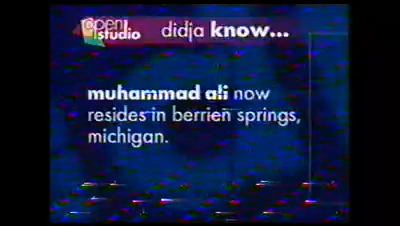 open studio
didja know...
muhammad ali now
resides in berrien springs,
michigan.